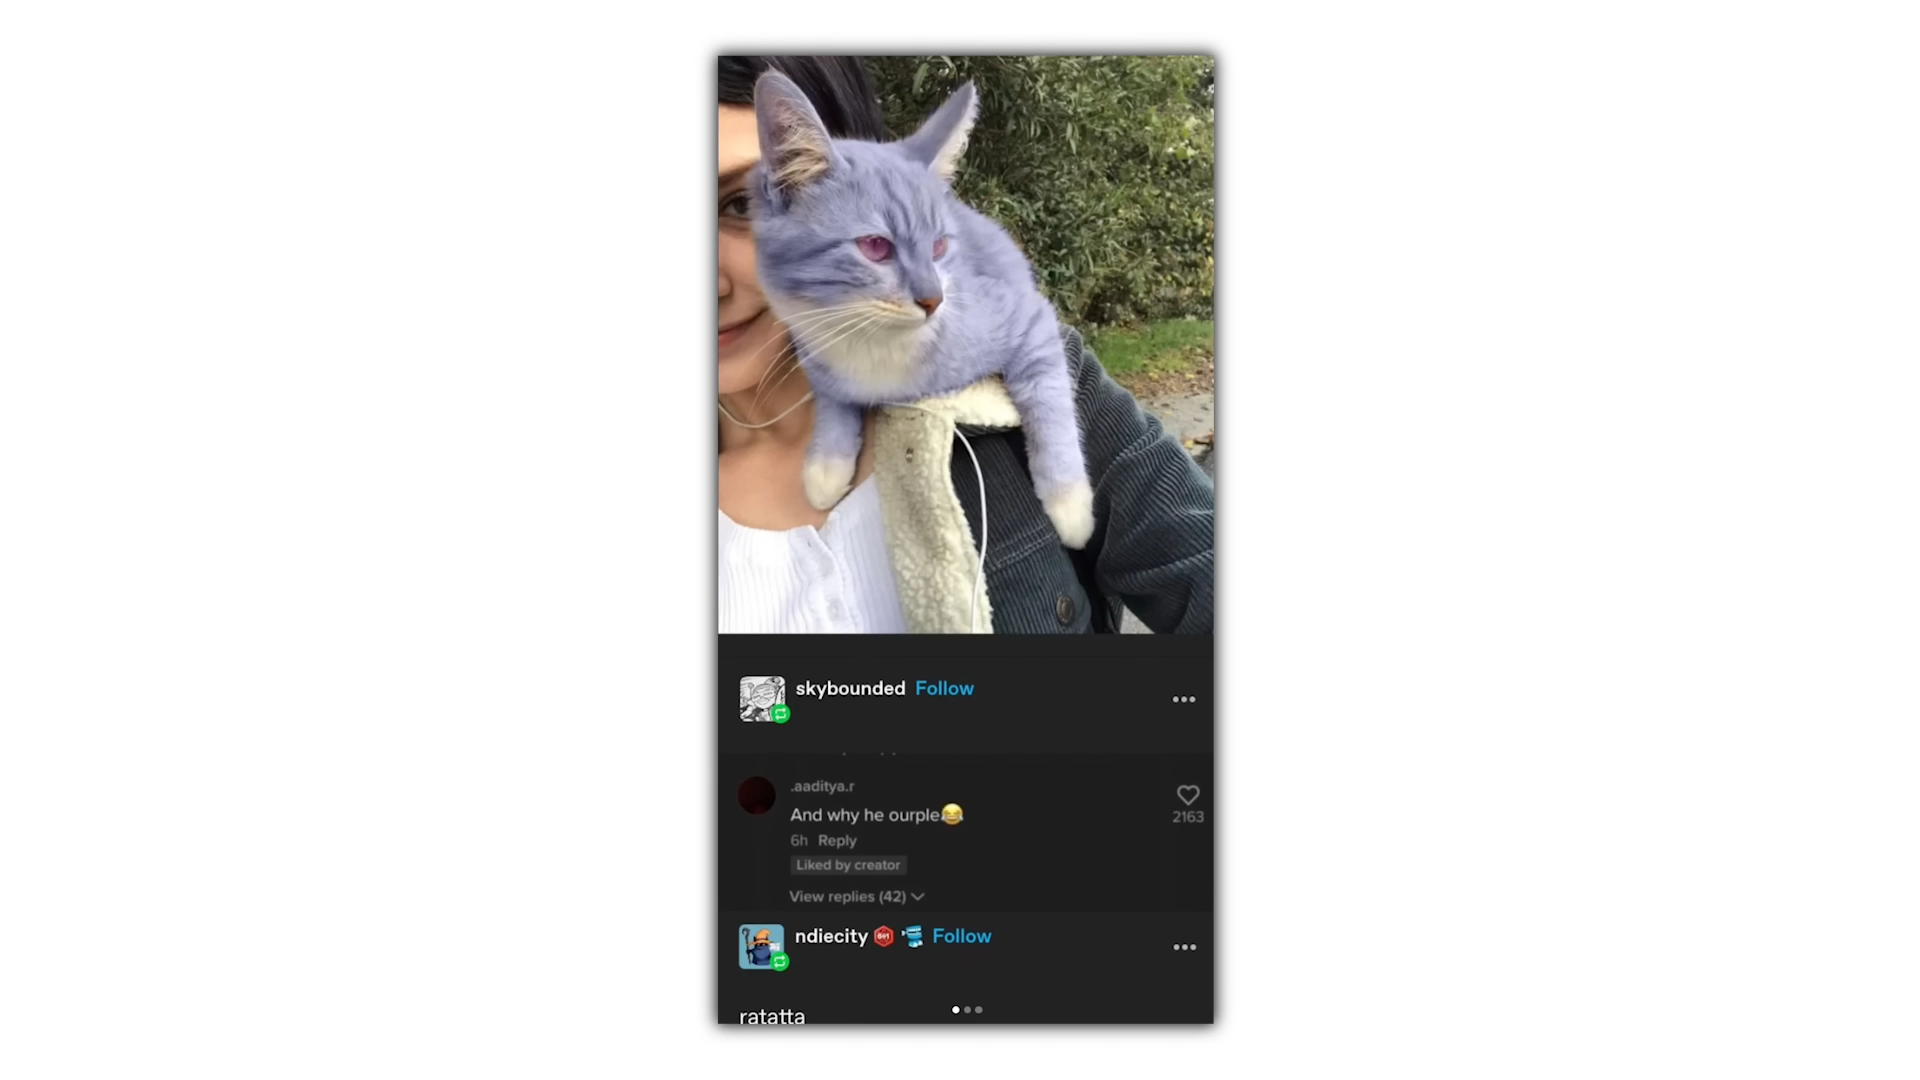 skybounded Follow
.aaditya.r
And why he ourple😂
2163
6h Reply
Liked by creator
View replies (42)
ndiecity Follow
ratatta